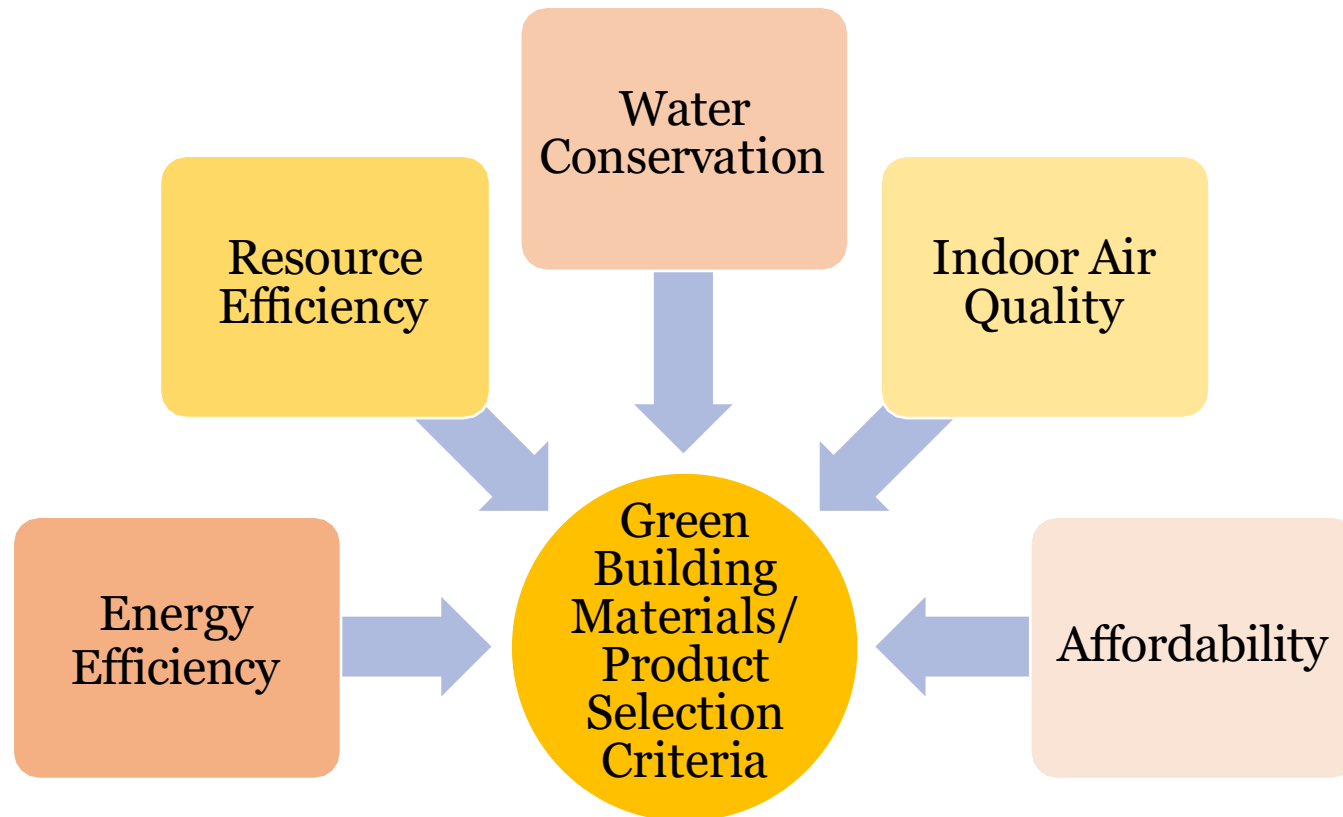 Water
Conservation
Resource
Efficiency
Indoor Air
Quality
Energy
Efficiency
Green
Building
Materials/
Product
Selection
Criteria
Affordability